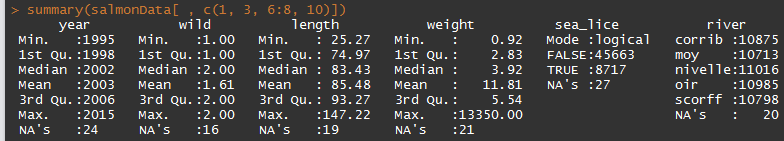 > summary(salmonData[ , c(1, 3, 6:8, 10)])
year wild length weight sea_lice river
Min. :1995 Min. :1.00 Min. : 25.27 Min. : 0.92 Mode :logical corrib :10875
1st Qu.:1998 1st Qu.:1.00 1st Qu.: 74.97 1st Qu.: 2.83 FALSE:45663 moy :10713
Median :2002 Median :2.00 Median : 83.43 Median : 3.92 TRUE :8717 nivelle:11016
Mean :2003 Mean :1.61 Mean : 85.48 Mean : 11.81 NA's :27 oir :10985
3rd Qu.:2006 3rd Qu.:2.00 3rd Qu.: 93.27 3rd Qu.: 5.54 scorff :10798
Max. :2015 Max. :2.00 Max. :147.22 Max. :13350.00 NA's : 20
NA's :24 NA's :16 NA's :19 NA's :21